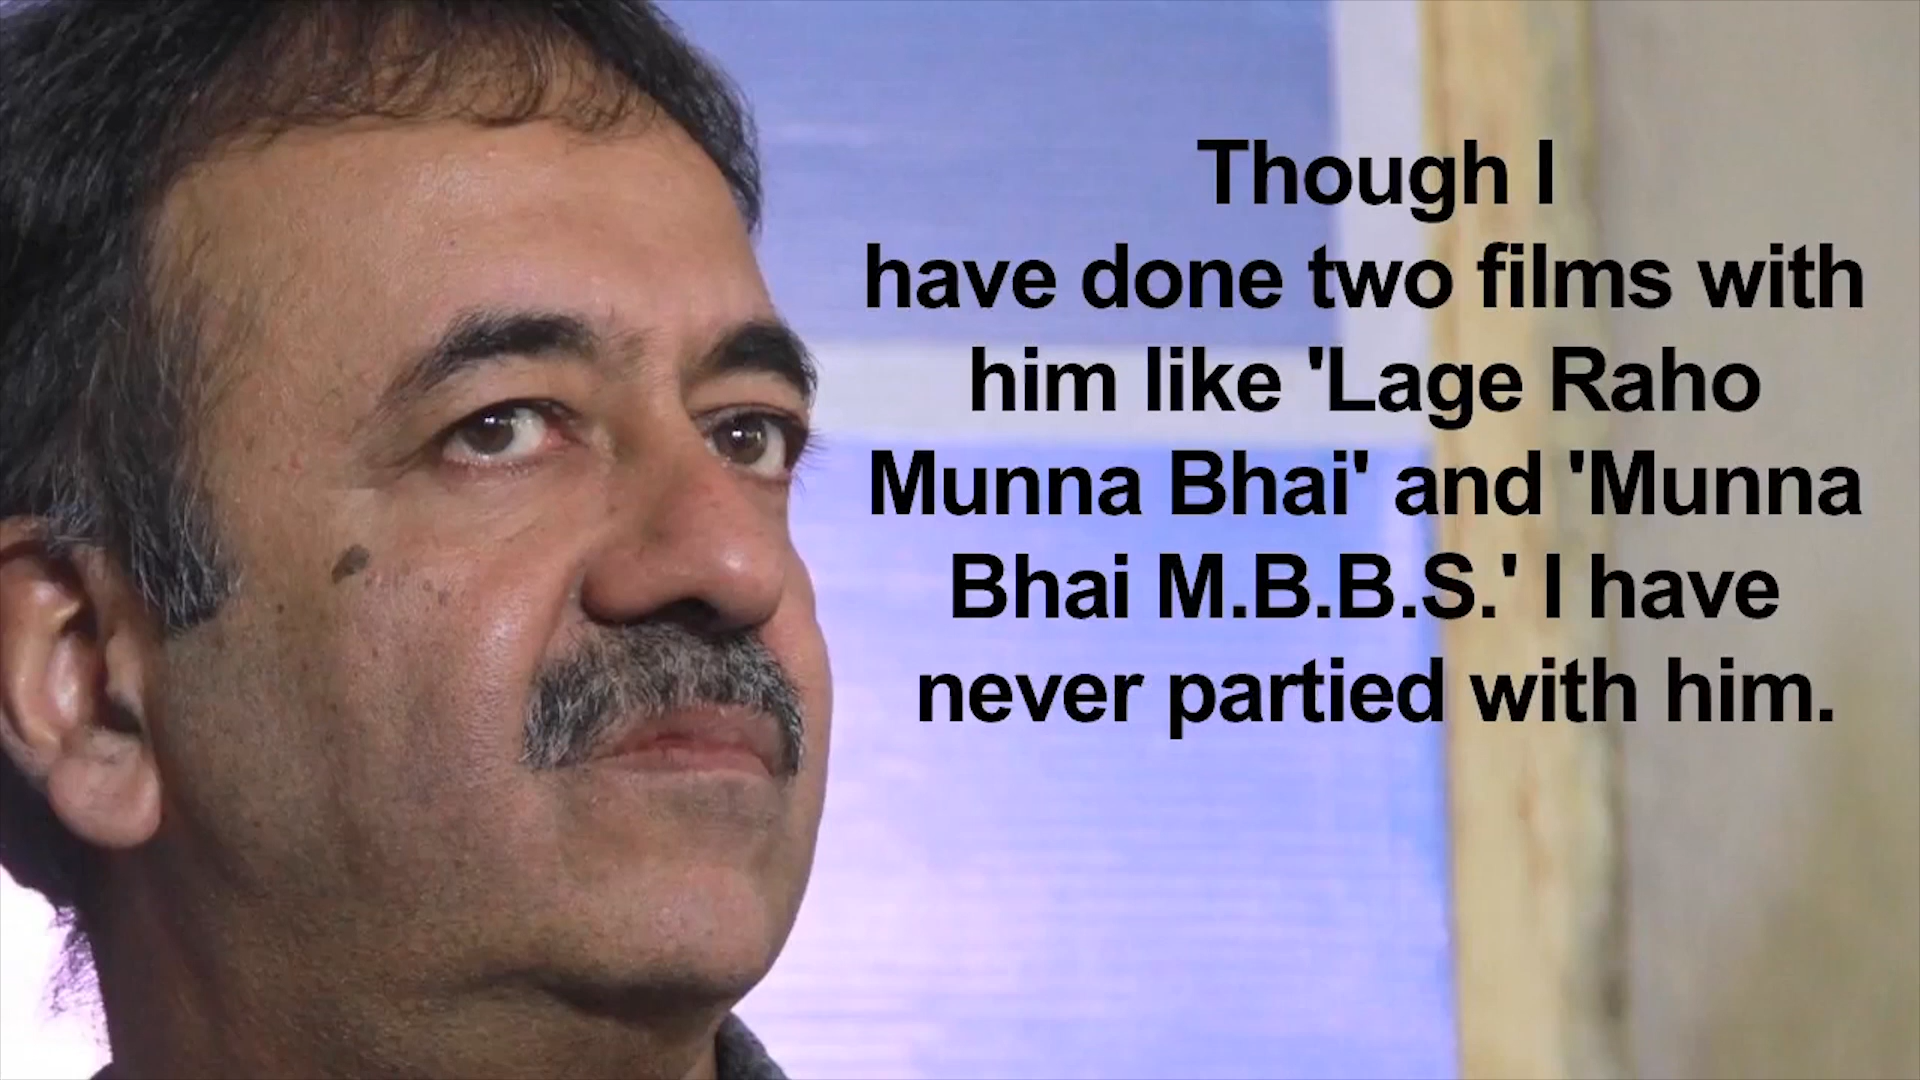 Though I
have done two films with
him like 'Lage Raho
Munna Bhai' and 'Munna
Bhai M.B.B.S.' I have
never partied with him.